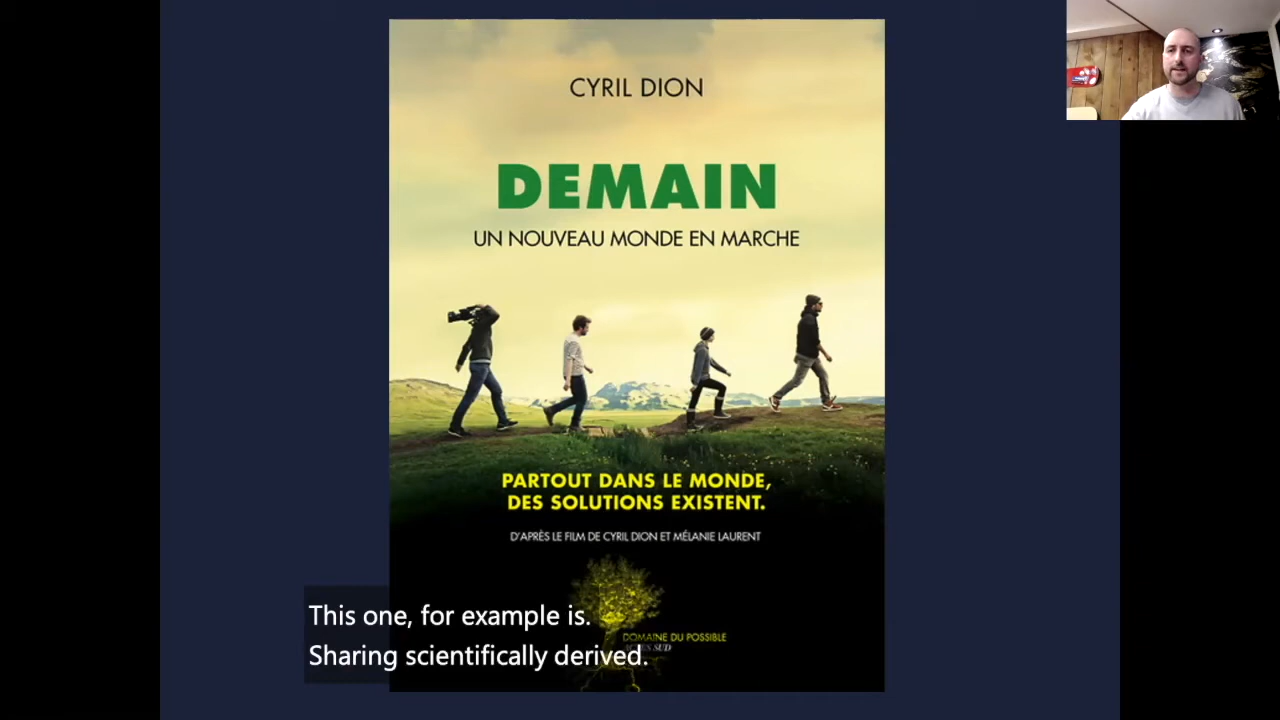 CYRIL DION
DEMAIN
UN NOUVEAU MONDE EN MARCHE
PARTOUT DANS LE MONDE,
DES SOLUTIONS EXISTENT.
D'APRÈS LE FILM DE CYRIL DION ET MÉLANIE LAURENT
DOMAINE DU POSSIBLE
SUD
This one, for example is.
Sharing scientifically derived.